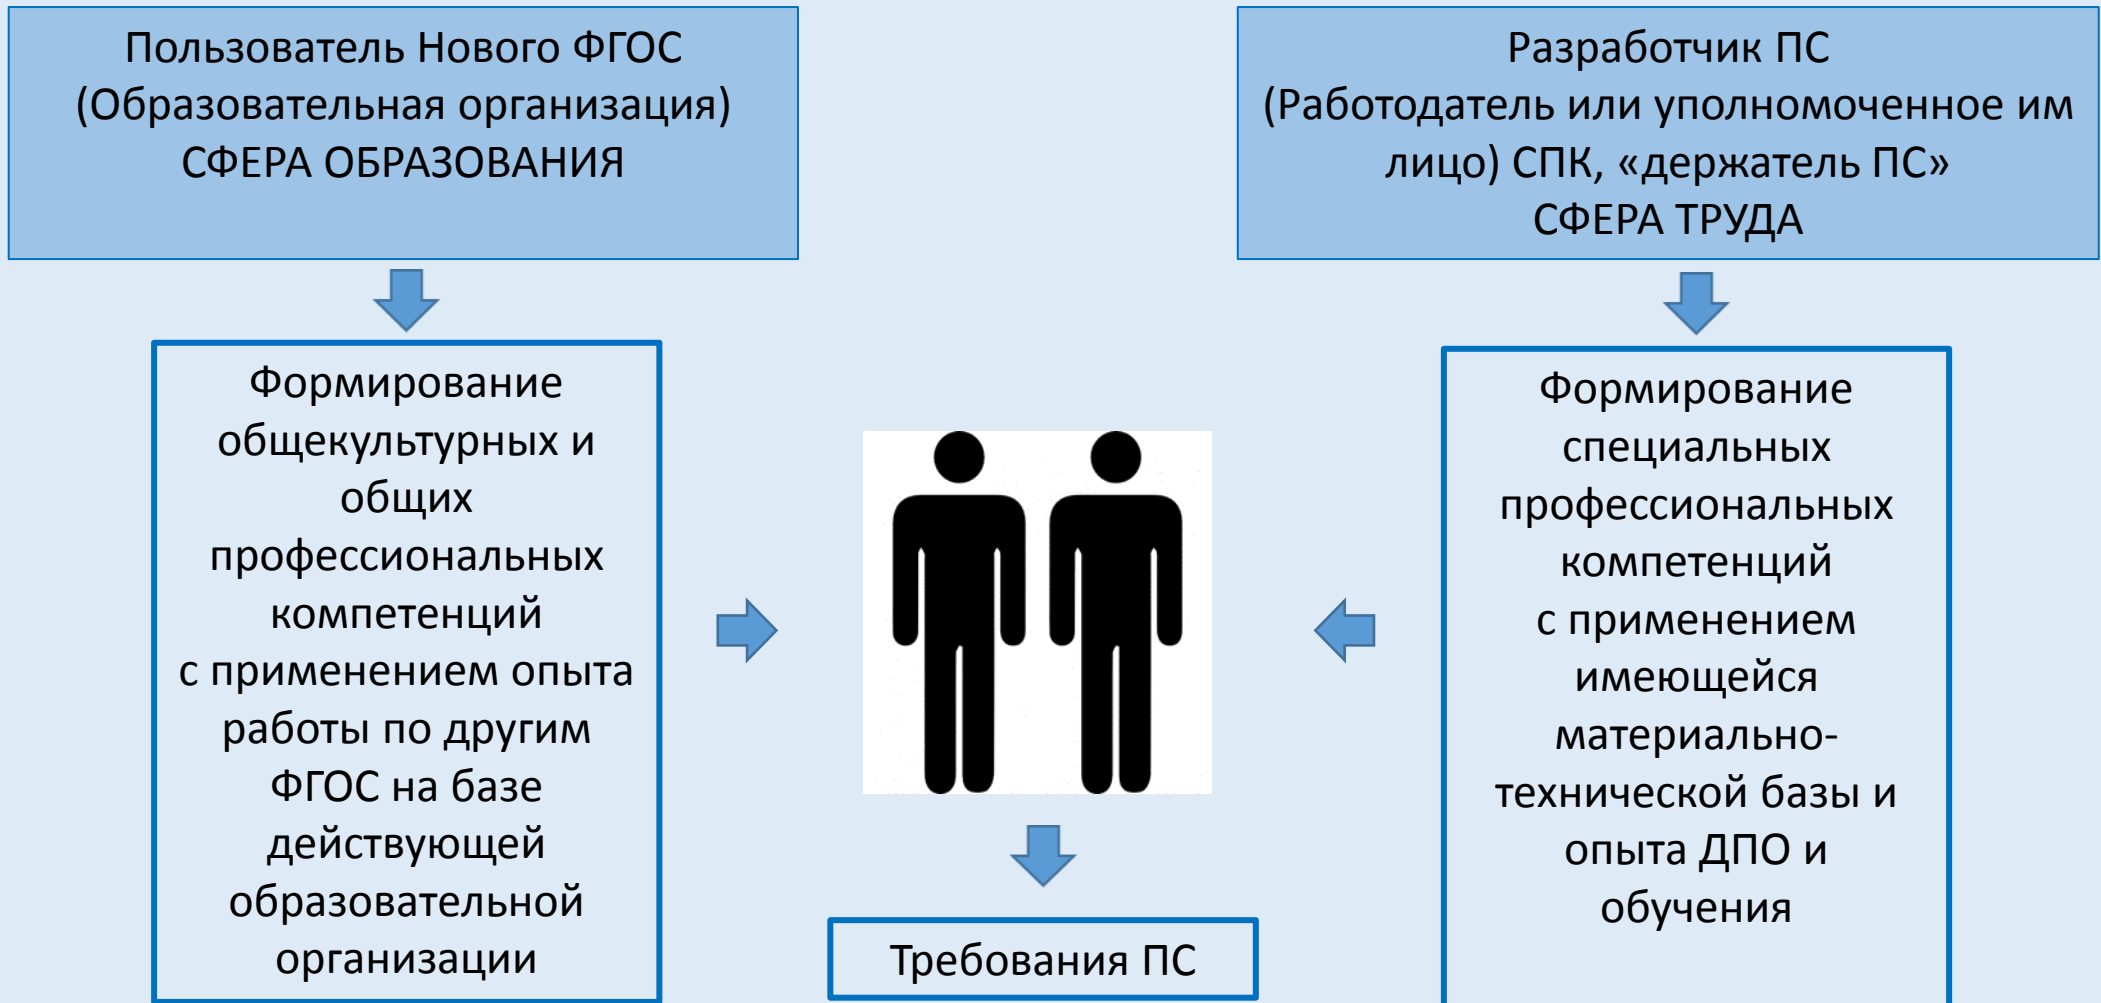 Пользователь Нового ФГОС
(Образовательная организация)
СФЕРА ОБРАЗОВАНИЯ
Разработчик ПС
(Работодатель или уполномоченное им
лицо) СПК, «держатель ПС»
СФЕРА ТРУДА
Формирование
общекультурных и
общих
профессиональных
компетенций
с применением опыта
работы по другим
ФГОС на базе
действующей
образовательной
организации
Формирование
специальных
профессиональных
компетенций
с применением
имеющейся
материально-
технической базы и
опыта ДПО и
обучения
Требования ПС